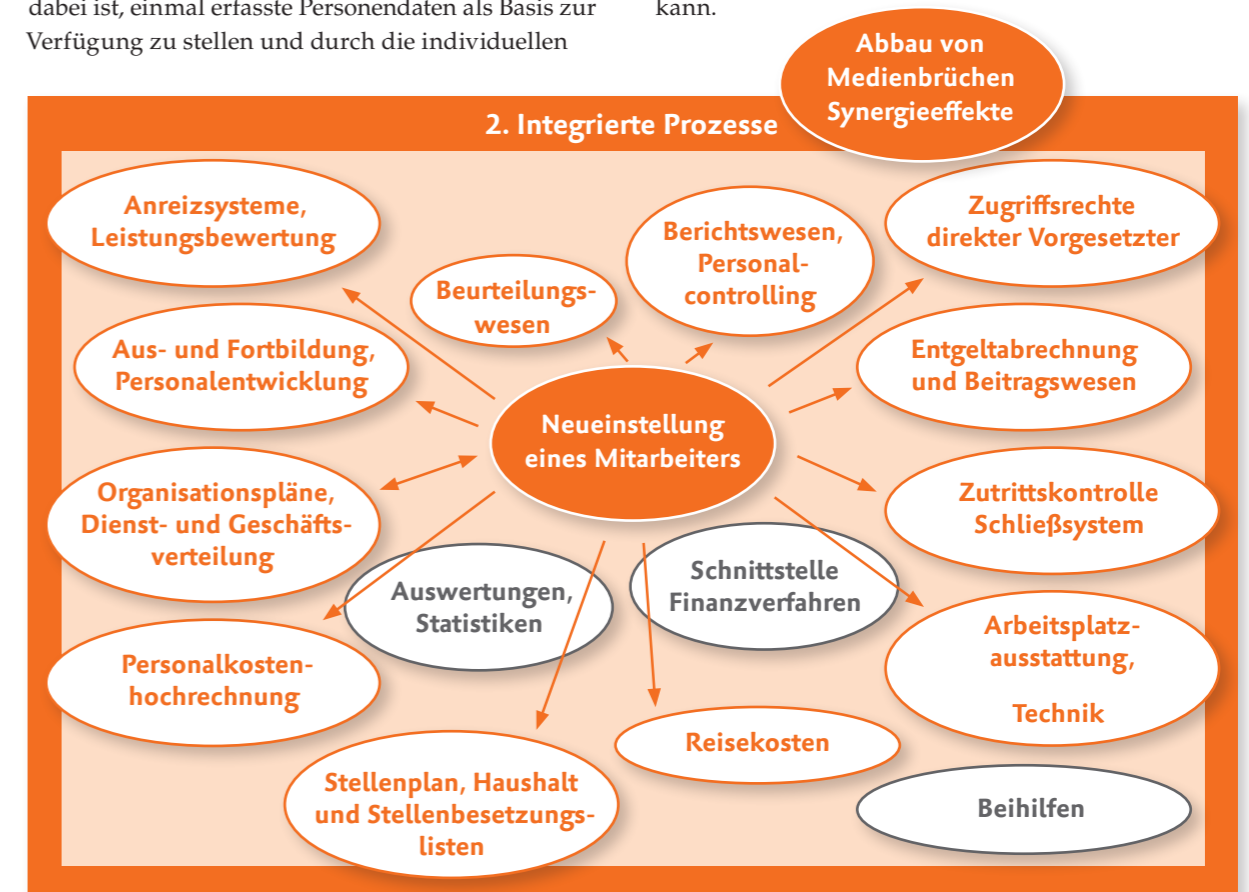 dabei ist, einmal erfasste Personendaten als Basis zur
Verfügung zu stellen und durch die individuellen
kann.
Abbau von
Medienbrüchen
Synergieeffekte
2. Integrierte Prozesse
Anreizsysteme,
Leistungsbewertung
Beurteilungs-
wesen
Berichtswesen,
Personal-
controlling
Zugriffsrechte
direkter Vorgesetzter
Aus- und Fortbildung,
Personalentwicklung
Entgeltabrechnung
und Beitragswesen
Neueinstellung
eines Mitarbeiters
Organisationspläne,
Dienst- und Geschäfts-
verteilung
Zutrittskontrolle
Schließsystem
Auswertungen,
Statistiken
Schnittstelle
Finanzverfahren
Arbeitsplatz-
ausstattung,
Technik
Personalkosten-
hochrechnung
Reisekosten
Stellenplan, Haushalt
und Stellenbesetzungs-
listen
Beihilfen